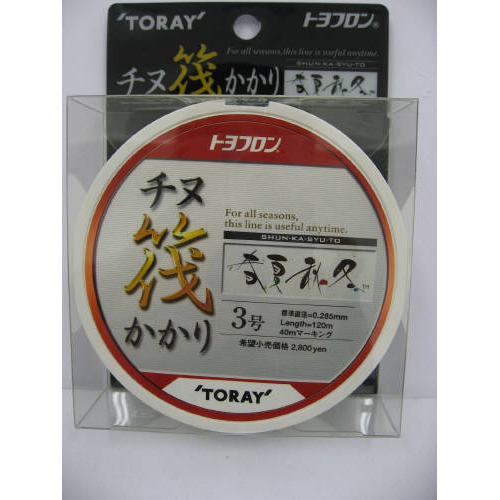 'TORAY'
トヨフロン®
For all seasons, this line is useful anytime.
SHUN-KA-SYU-TO
チヌ筏かかり
春夏秋冬
トヨフロン®
チヌ
筏
かかり
For all seasons,
this line is useful anytime.
SHUN-KA-SYU-TO
春夏秋冬™
3号
標準直径=0.285mm
Length=120m
40mマーキング
希望小売価格 2,800yen
'TORAY'